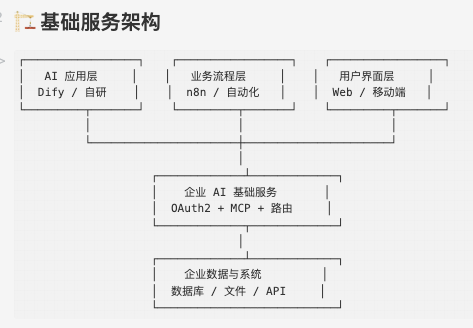 🏗️ 基础服务架构
AI 应用层
Dify / 自研
业务流程层
n8n / 自动化
用户界面层
Web / 移动端
企业 AI 基础服务
OAuth2 + MCP + 路由
企业数据与系统
数据库 / 文件 / API